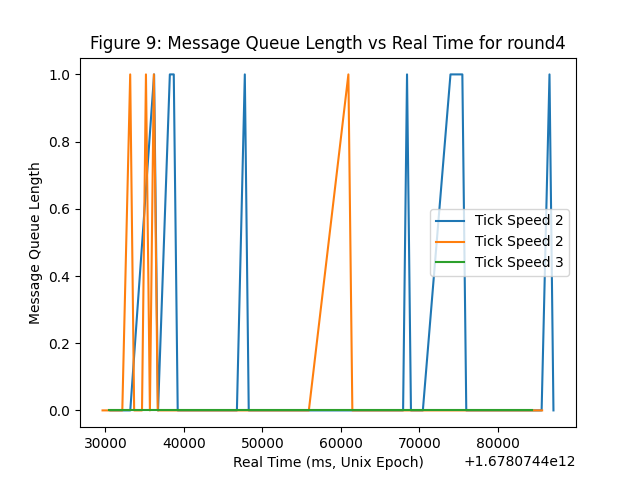 Figure 9: Message Queue Length vs Real Time for round4
Message Queue Length
1.0
0.8
0.6
0.4
0.2
0.0
Tick Speed 2
Tick Speed 2
Tick Speed 3
30000 40000 50000 60000 70000 80000
Real Time (ms, Unix Epoch)
+1.6780744e12